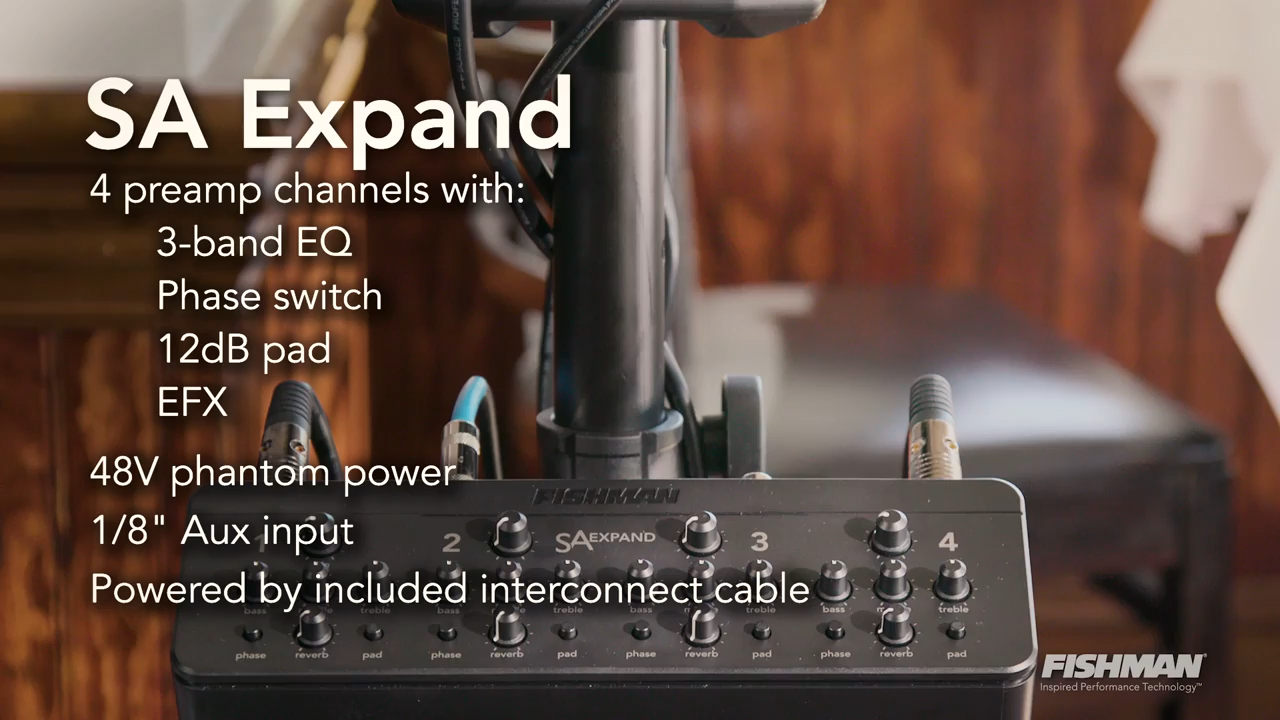 SA Expand
4 preamp channels with:
3-band EQ
Phase switch
12dB pad
EFX
48V phantom power
1/8" Aux input
Powered by included interconnect cable
FISHMAN
1 2 SA EXPAND 3 4
bass treble bass treble bass treble bass treble
phase reverb pad phase reverb pad phase reverb pad phase reverb pad
FISHMAN®
Inspired Performance Technology™